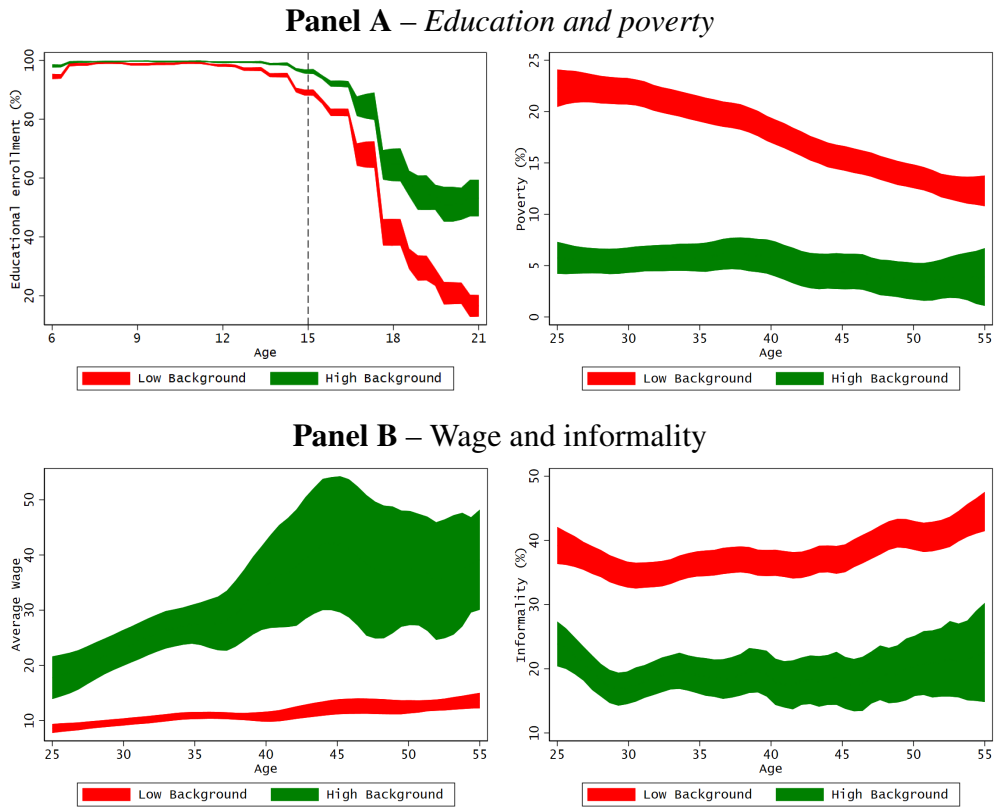 Panel A – Education and poverty
Educational enrollment (%)
100
80
60
40
20
6 9 12 15 18 21
Age
Low Background High Background
Poverty (%)
25
20
15
10
5
0
25 30 35 40 45 50 55
Age
Low Background High Background
Panel B – Wage and informality
Average Wage
50
40
30
20
10
25 30 35 40 45 50 55
Age
Low Background High Background
Informality (%)
50
40
30
20
10
25 30 35 40 45 50 55
Age
Low Background High Background